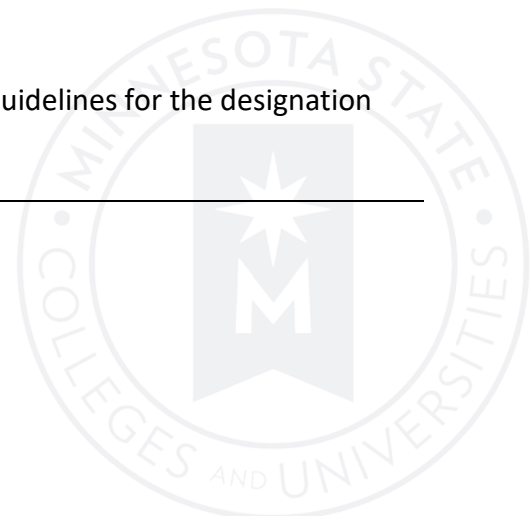 uidelines for the designation
MINNESOTA STATE
M
COLLEGES AND UNIVERSITIES